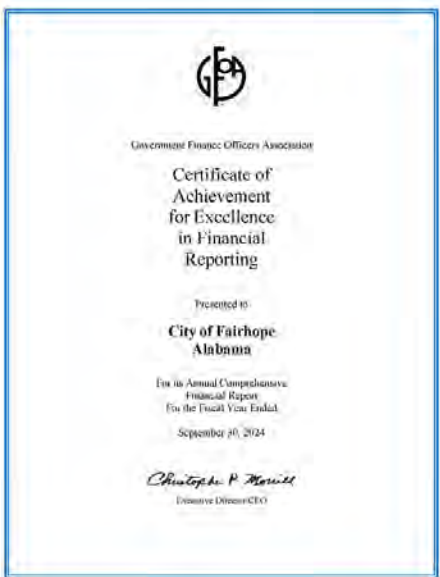 GFOA
Government Finance Officers Association
Certificate of
Achievement
for Excellence
in Financial
Reporting
Presented to
City of Fairhope
Alabama
For its Annual Comprehensive
Financial Report
For the Fiscal Year Ended
September 30, 2024
Christopher P. Morrill
Executive Director/CEO